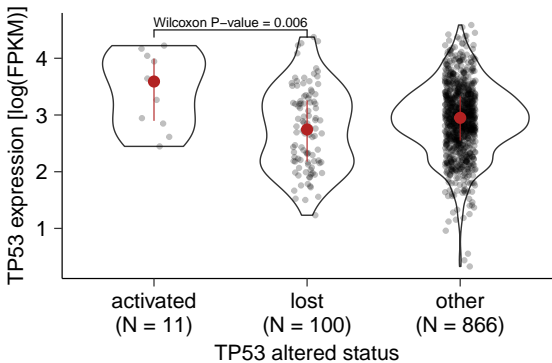 Wilcoxon P−value = 0.006
TP53 expression [log(FPKM)]
4
3
2
1
activated
(N = 11)
lost
(N = 100)
other
(N = 866)
TP53 altered status